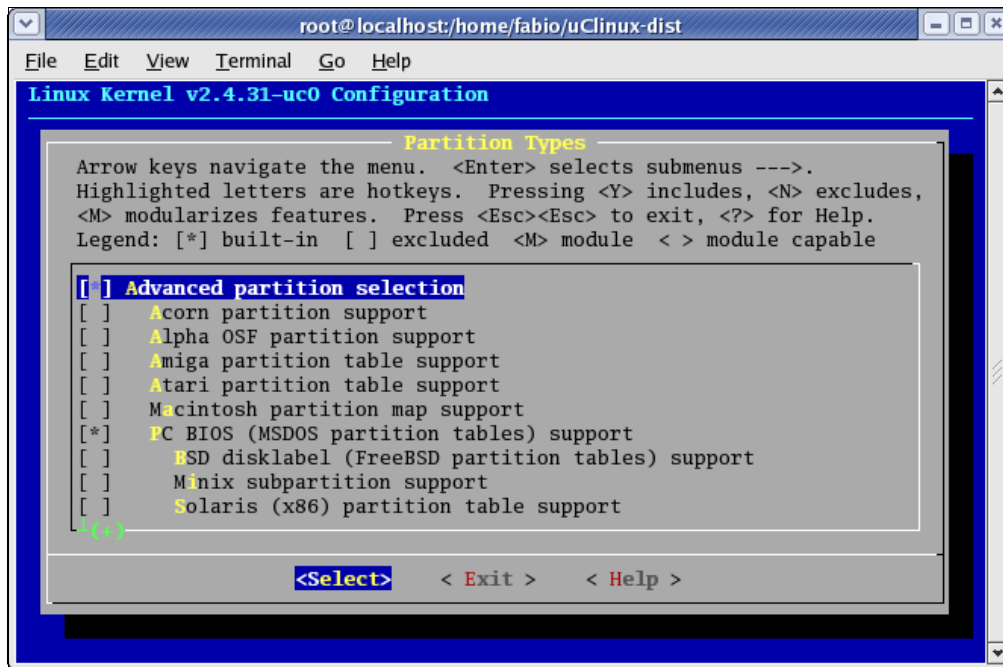 root@localhost:/home/fabio/uClinux-dist
File Edit View Terminal Go Help
Linux Kernel v2.4.31-uc0 Configuration
Partition Types
Arrow keys navigate the menu. <Enter> selects submenus --->.
Highlighted letters are hotkeys. Pressing <Y> includes, <N> excludes,
<M> modularizes features. Press <Esc><Esc> to exit, <?> for Help.
Legend: [*] built-in [ ] excluded <M> module < > module capable
[*] Advanced partition selection
[ ] Acorn partition support
[ ] Alpha OSF partition support
[ ] Amiga partition table support
[ ] Atari partition table support
[ ] Macintosh partition map support
[*] PC BIOS (MSDOS partition tables) support
[ ] BSD disklabel (FreeBSD partition tables) support
[ ] Minix subpartition support
[ ] Solaris (x86) partition table support
(+)
<Select> < Exit > < Help >